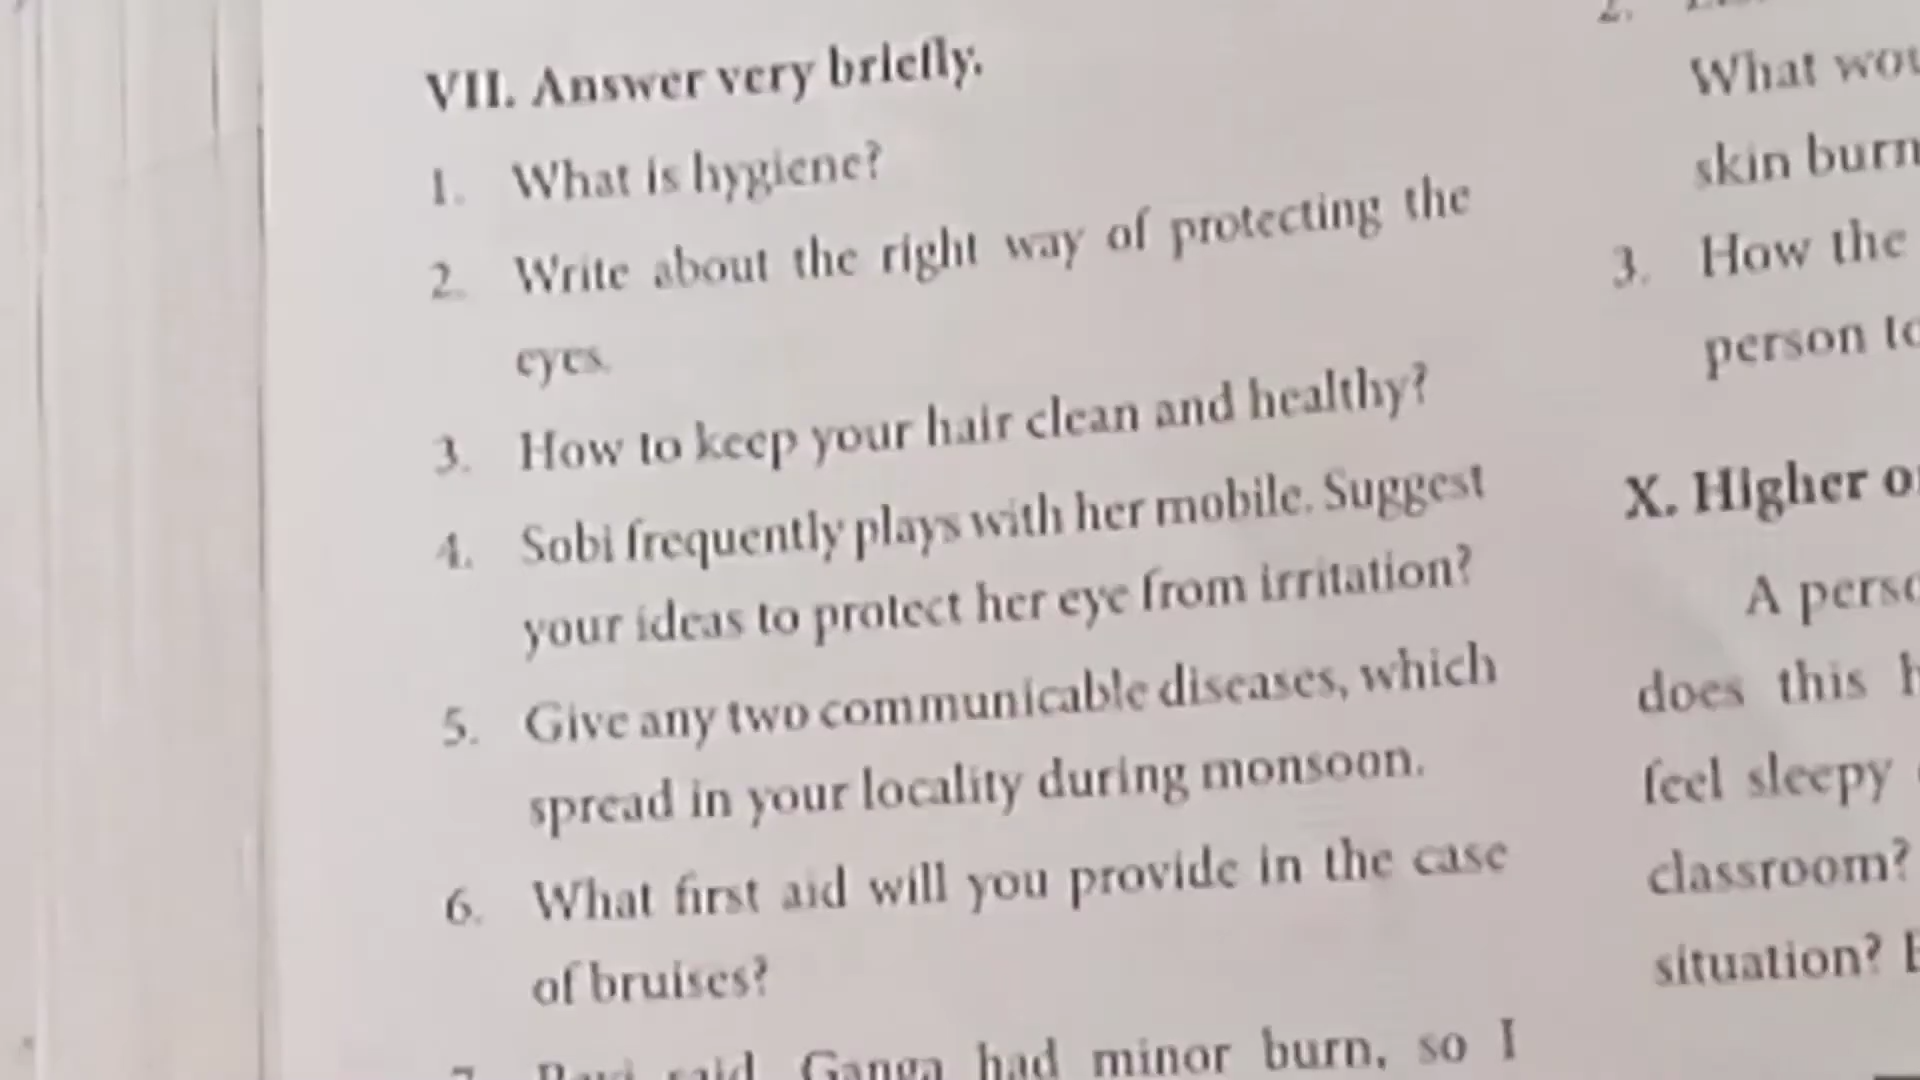 VII. Answer very briefly.
1. What is hygiene?
2. Write about the right way of protecting the
eyes.
3. How to keep your hair clean and healthy?
4. Sobi frequently plays with her mobile. Suggest
your ideas to protect her eye from irritation?
5. Give any two communicable diseases, which
spread in your locality during monsoon.
6. What first aid will you provide in the case
of bruises?
said Ganga had minor burn, so I
2.
What
skin burn
3. How the
person
X. Higher
A
does this
feel sleepy
classroom?
situation?